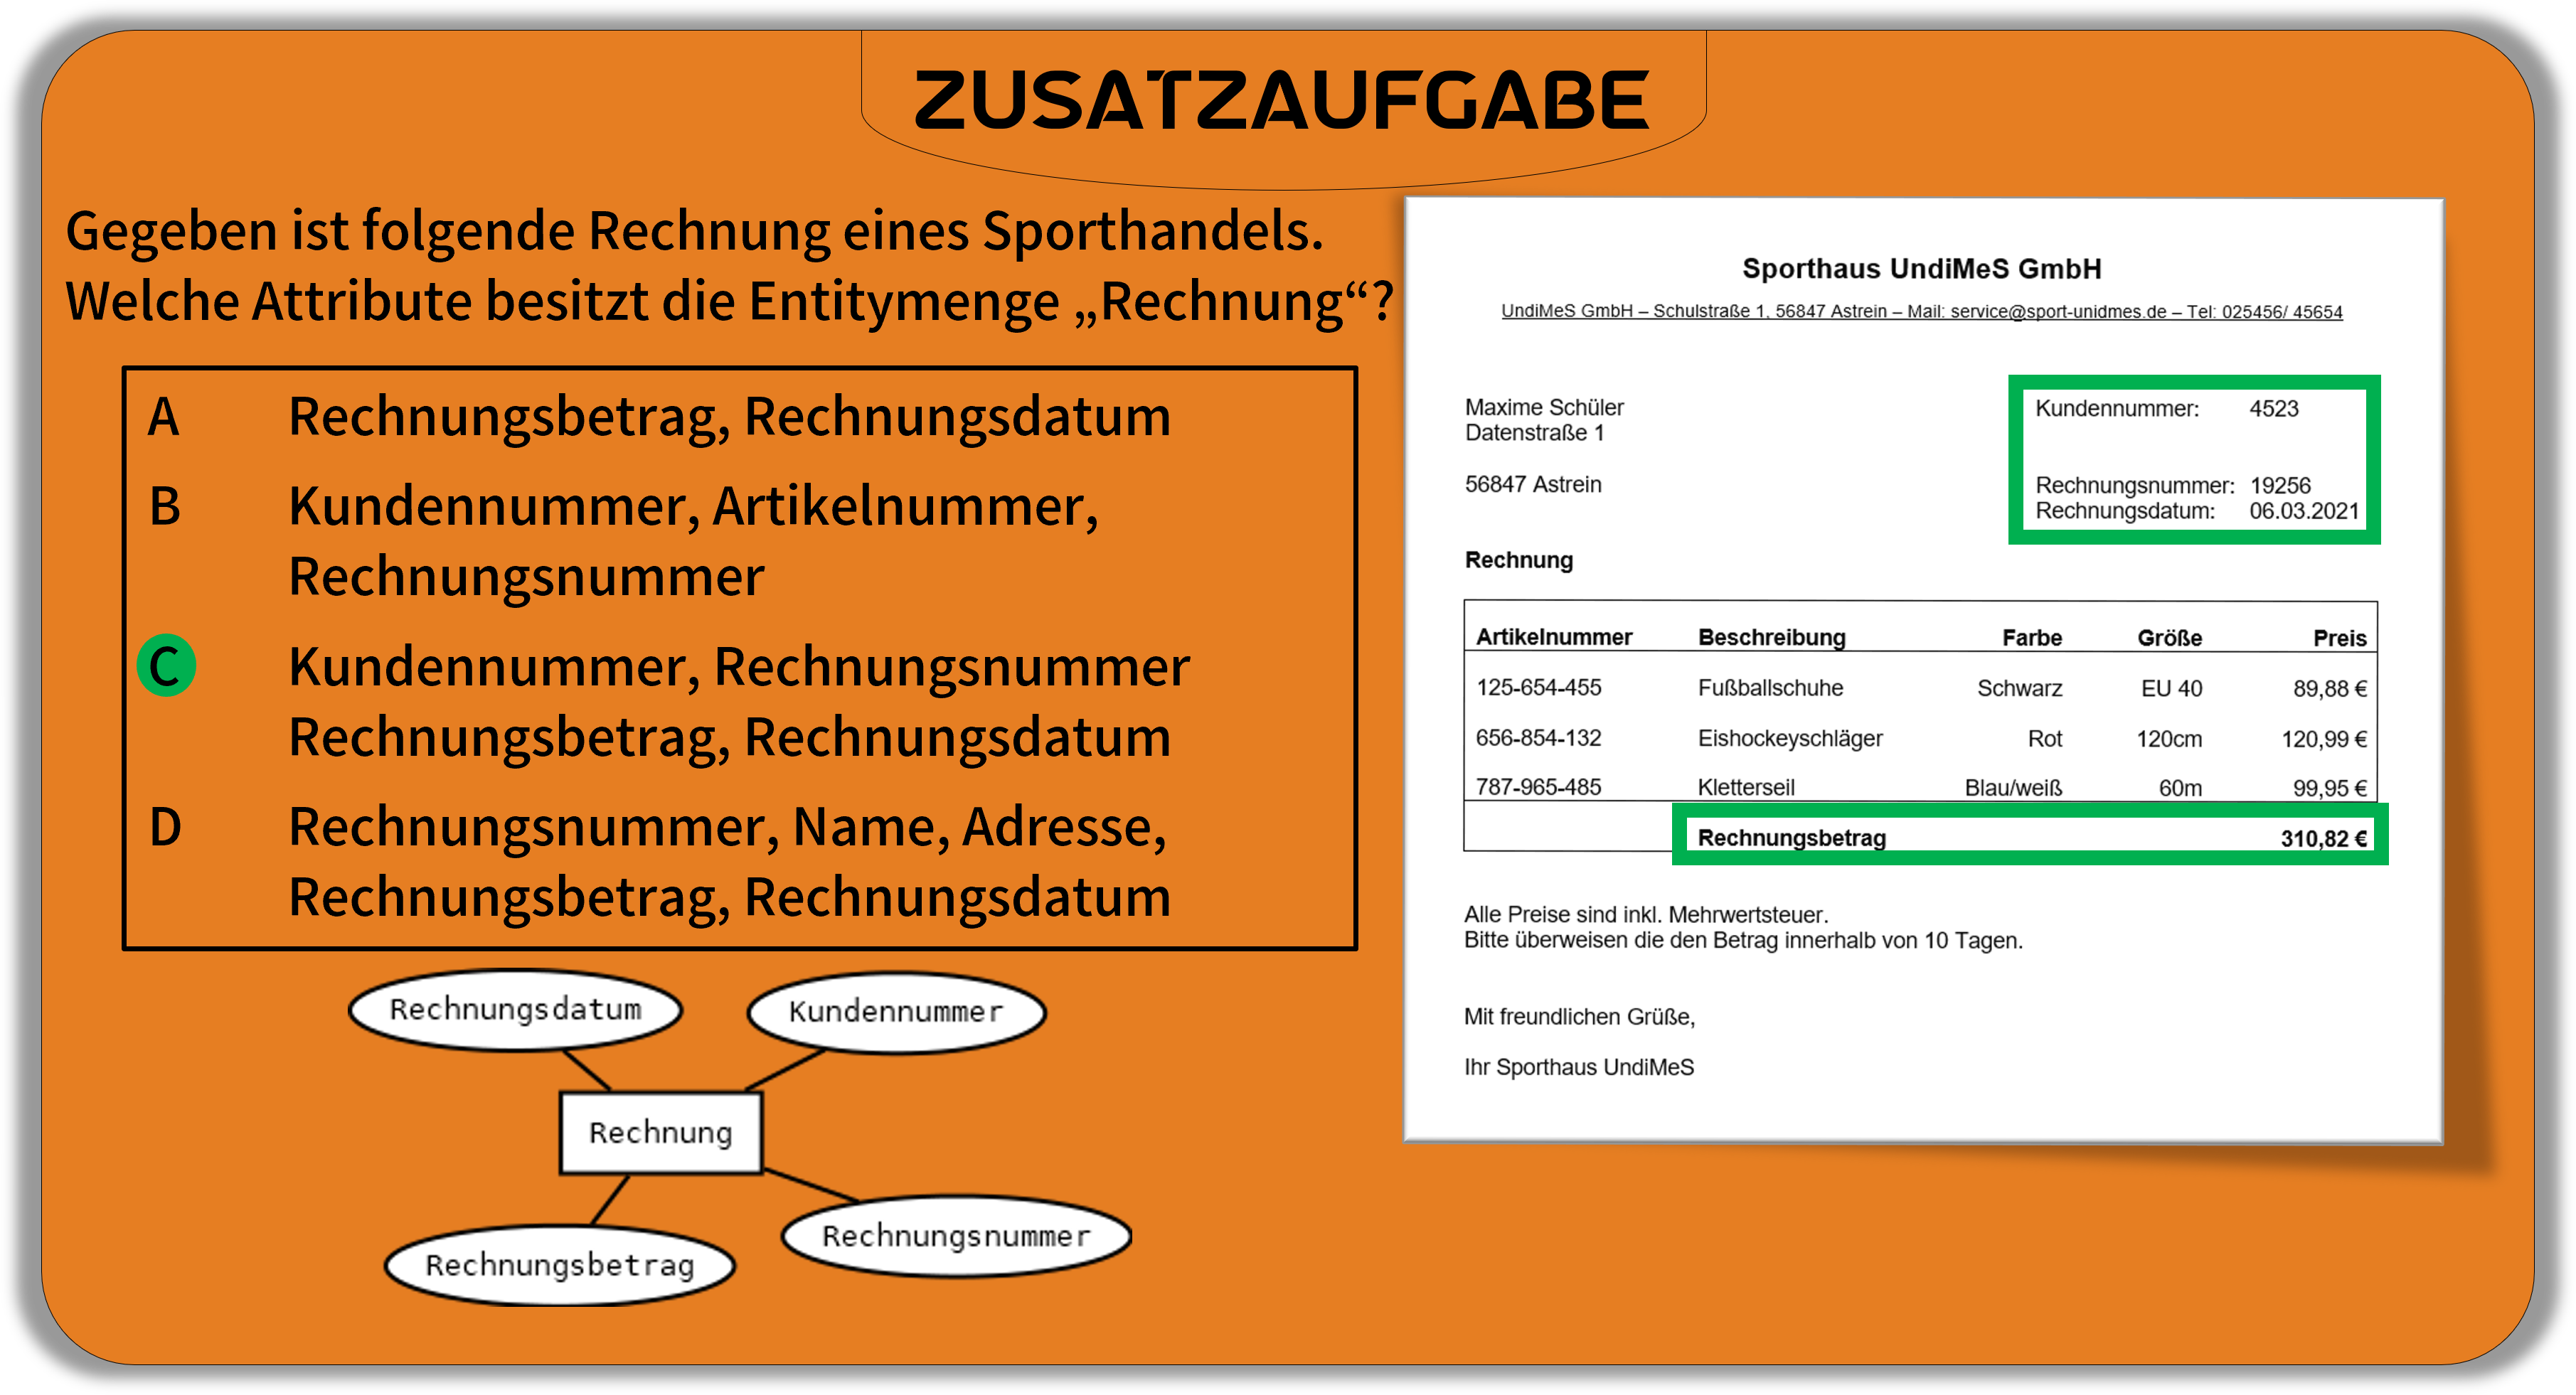 ZUSATZAUFGABE
Gegeben ist folgende Rechnung eines Sporthandels.
Welche Attribute besitzt die Entitymenge „Rechnung“?
A Rechnungsbetrag, Rechnungsdatum
B Kundennummer, Artikelnummer,
Rechnungsnummer
C Kundennummer, Rechnungsnummer
Rechnungsbetrag, Rechnungsdatum
D Rechnungsnummer, Name, Adresse,
Rechnungsbetrag, Rechnungsdatum
Rechnungsdatum
Kundennummer
Rechnung
Rechnungsnummer
Rechnungsbetrag
Sporthaus UndiMeS GmbH
UndiMeS GmbH – Schulstraße 1, 56847 Astrein – Mail: service@sport-unidmes.de – Tel: 025456/ 45654
Maxime Schüler
Datenstraße 1
56847 Astrein
Kundennummer: 4523
Rechnungsnummer: 19256
Rechnungsdatum: 06.03.2021
Rechnung
Artikelnummer Beschreibung Farbe Größe Preis
125-654-455 Fußballschuhe Schwarz EU 40 89,88 €
656-854-132 Eishockeyschläger Rot 120cm 120,99 €
787-965-485 Kletterseil Blau/weiß 60m 99,95 €
Rechnungsbetrag 310,82 €
Alle Preise sind inkl. Mehrwertsteuer.
Bitte überweisen die den Betrag innerhalb von 10 Tagen.
Mit freundlichen Grüße,
Ihr Sporthaus UndiMeS